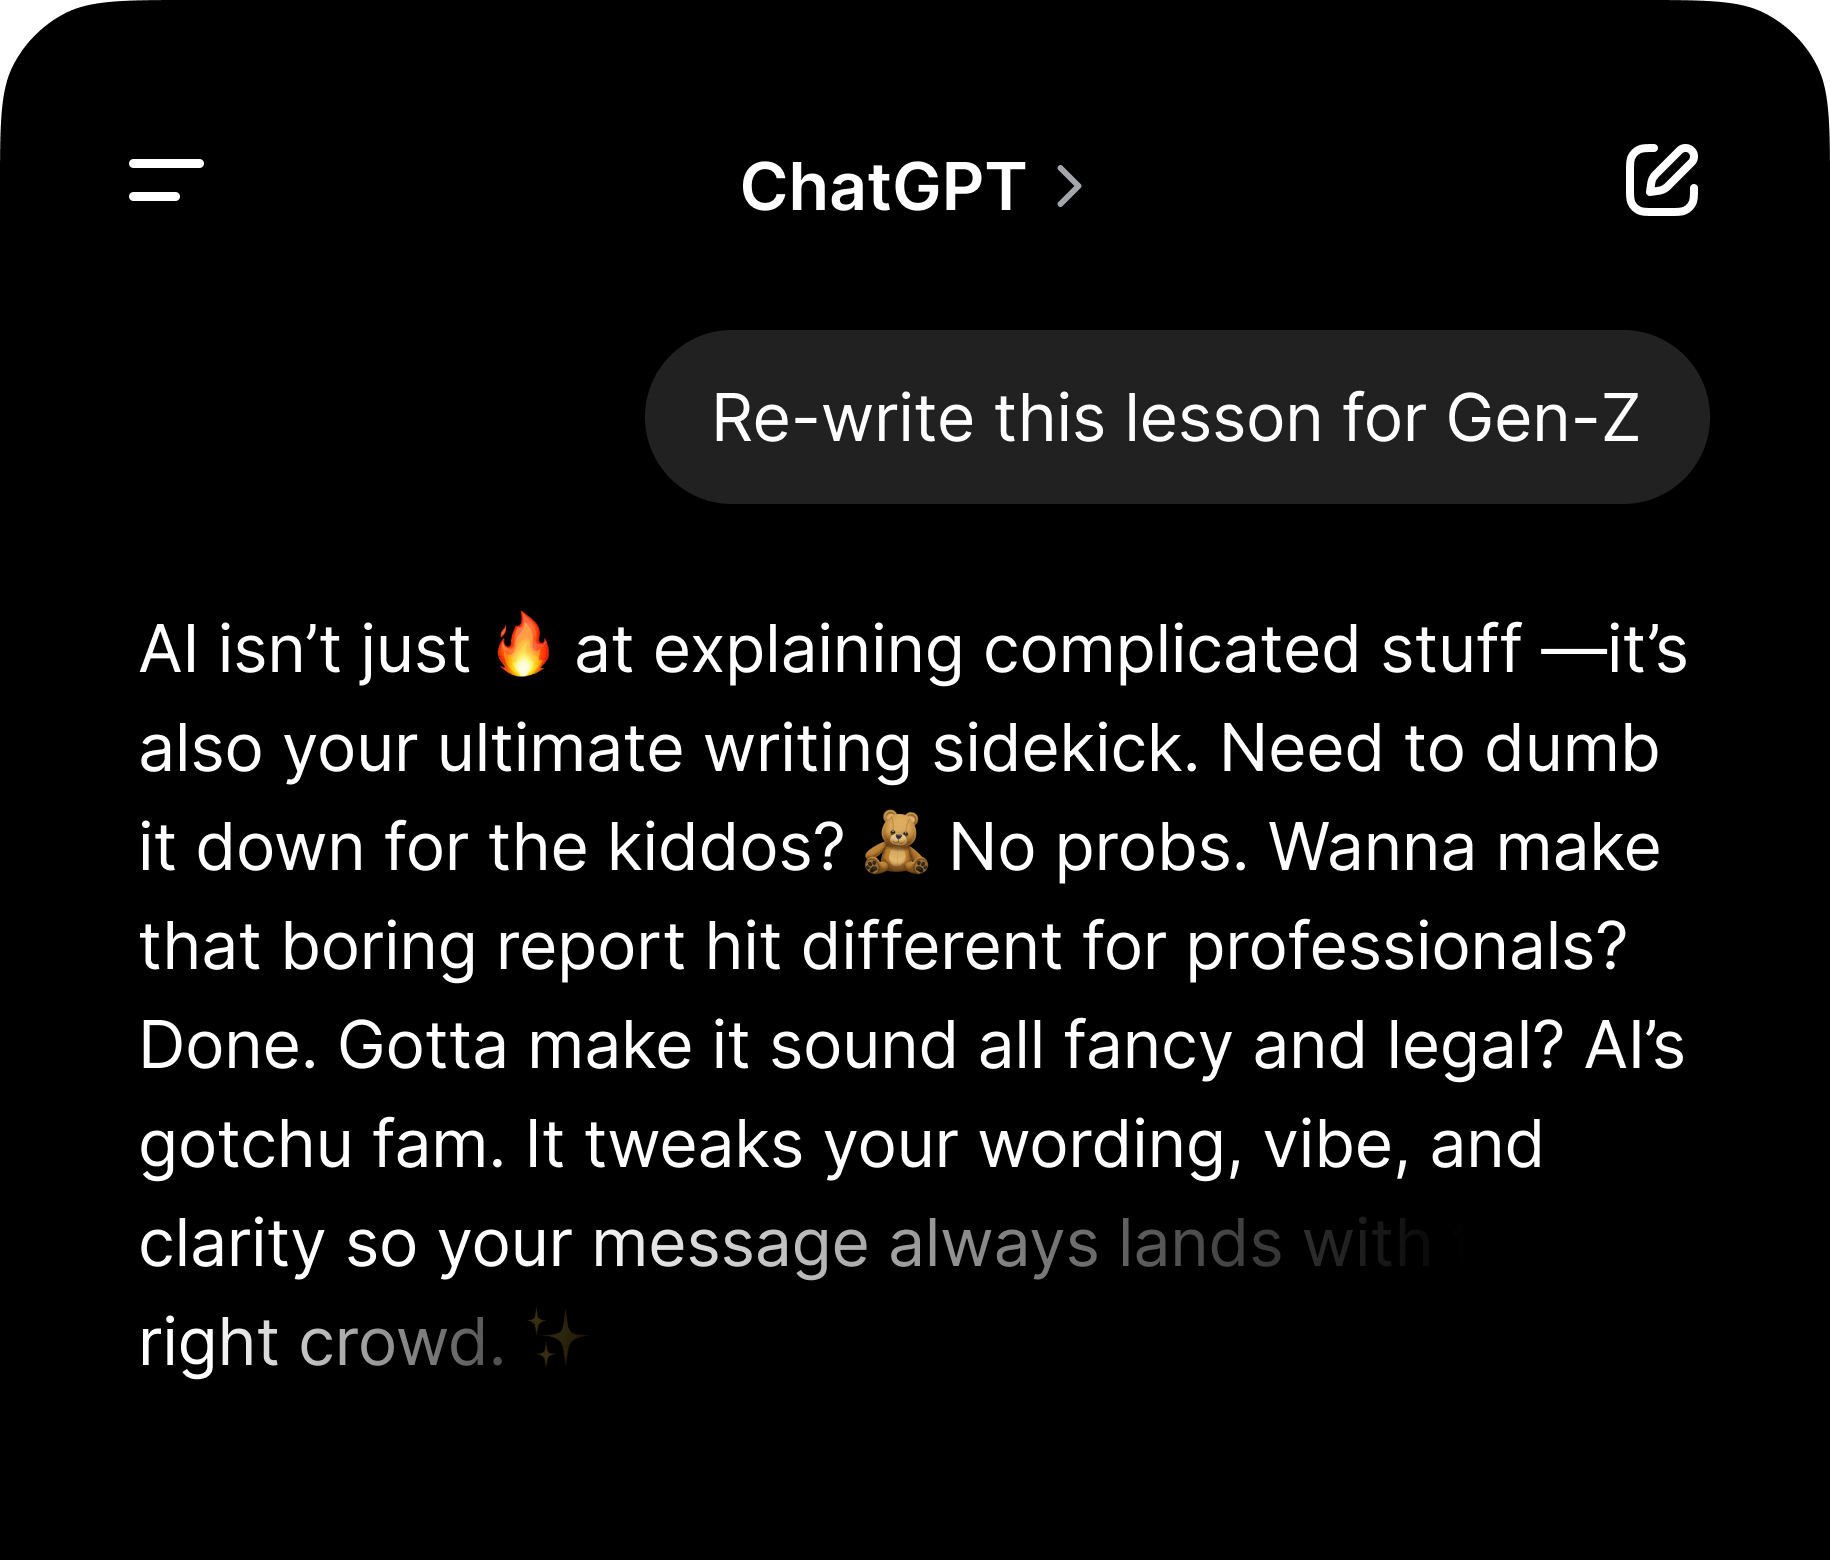 ChatGPT
Re-write this lesson for Gen-Z
AI isn’t just 🔥 at explaining complicated stuff —it’s
also your ultimate writing sidekick. Need to dumb
it down for the kiddos? 🧸 No probs. Wanna make
that boring report hit different for professionals?
Done. Gotta make it sound all fancy and legal? AI’s
gotchu fam. It tweaks your wording, vibe, and
clarity so your message always lands with
right crowd. ✨